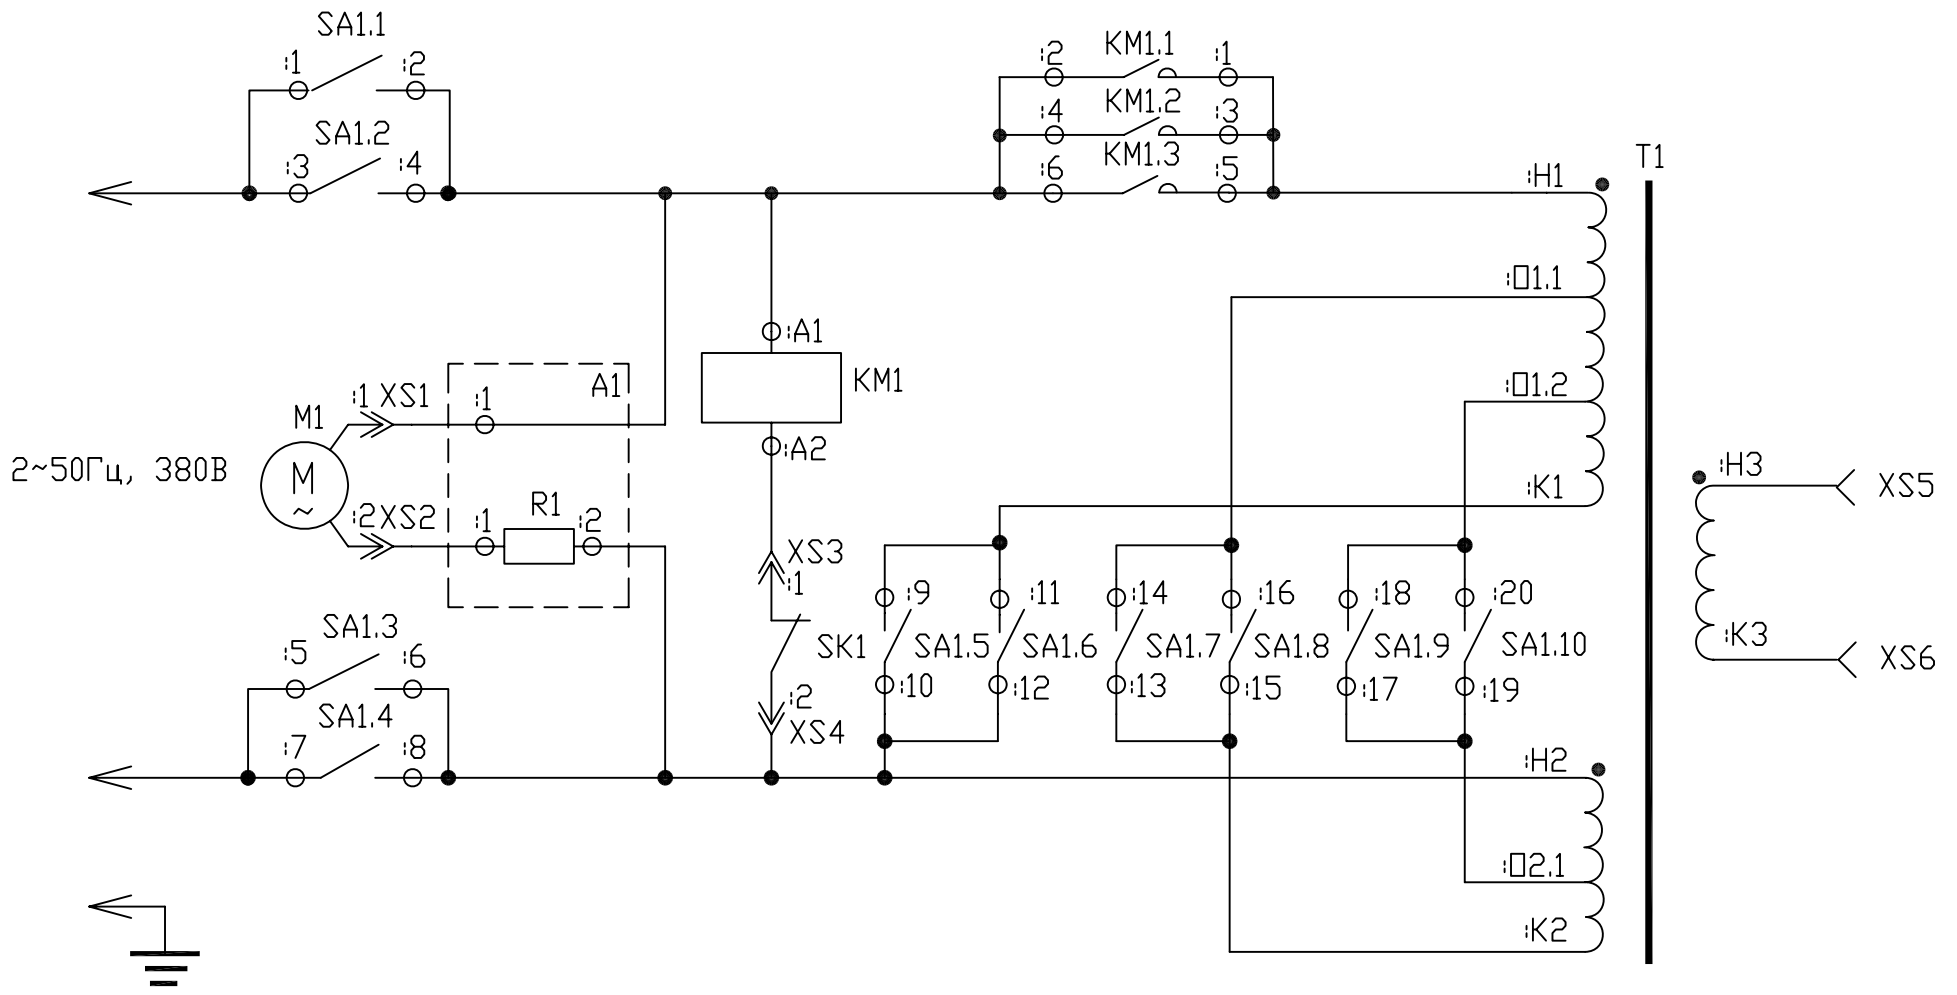 SA1.1
:1
:2
SA1.2
:3
:4
KM1.1
:2
:1
KM1.2
:4
:3
KM1.3
:6
:5
T1
:H1
:O1.1
:O1.2
:K1
:A1
KM1
:A2
A1
M1
:1 XS1
:1
2~50Гц, 380В
M
~
:2 XS2
:1
R1
:2
:H3
XS5
:K3
XS6
XS3
:1
SK1
:2
XS4
:9
:11
:14
:16
:18
:20
SA1.5
SA1.6
SA1.7
SA1.8
SA1.9
SA1.10
:10
:12
:13
:15
:17
:19
SA1.3
:5
:6
SA1.4
:7
:8
:H2
:O2.1
:K2